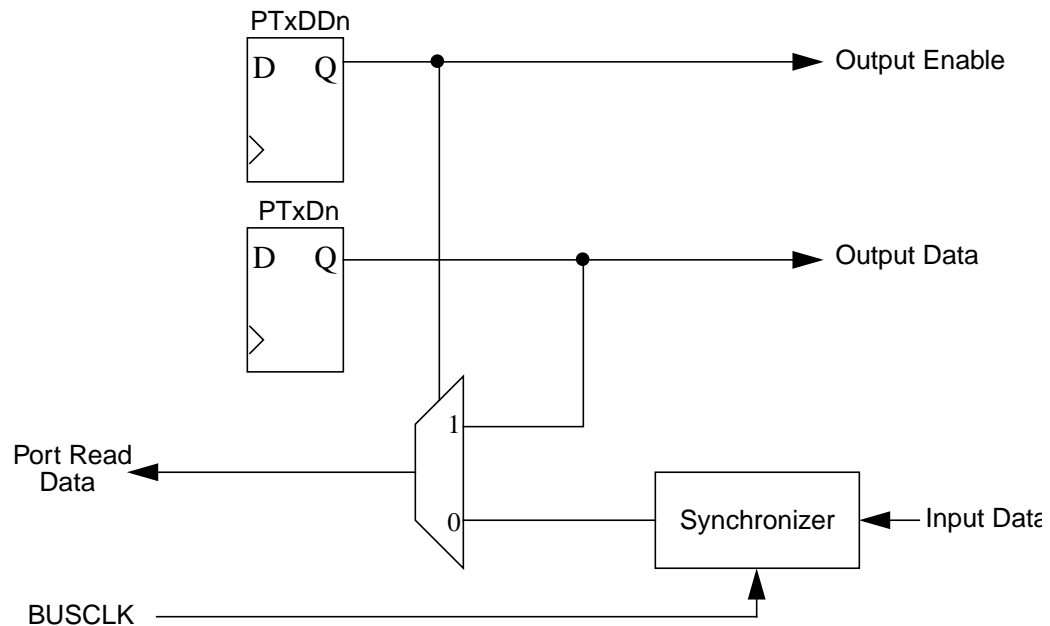 PTxDDn
D Q
Output Enable
PTxDn
D Q
Output Data
1
Port Read
Data
0
Synchronizer
Input Data
BUSCLK